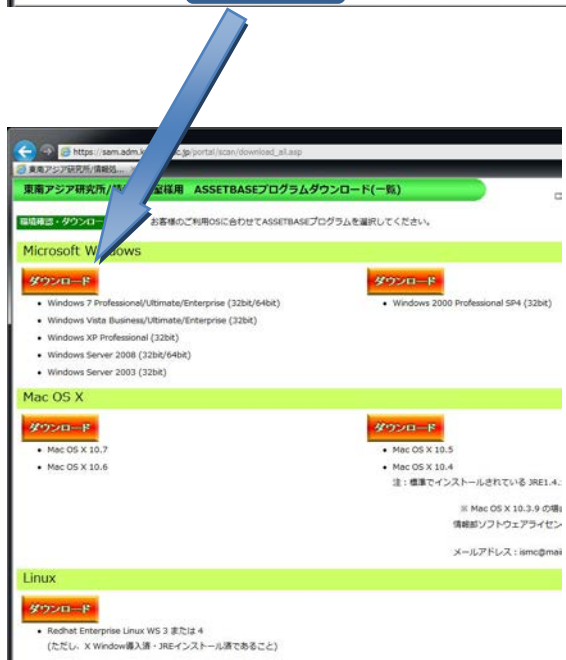 https://sam.adm.k jp/portal/scan/download_all.asp
東南アジア研究所/情報処...
東南アジア研究所/情 室様用 ASSETBASEプログラムダウンロード(一覧)
環境確認・ダウンロー お客様のご利用OSに合わせてASSETBASEプログラムを選択してください。
Microsoft Windows
ダウンロード
• Windows 7 Professional/Ultimate/Enterprise (32bit/64bit)
• Windows Vista Business/Ultimate/Enterprise (32bit)
• Windows XP Professional (32bit)
• Windows Server 2008 (32bit/64bit)
• Windows Server 2003 (32bit)
ダウンロード
• Windows 2000 Professional SP4 (32bit)
Mac OS X
ダウンロード
• Mac OS X 10.7
• Mac OS X 10.6
ダウンロード
• Mac OS X 10.5
• Mac OS X 10.4
注：標準でインストールされている JRE1.4.
※ Mac OS X 10.3.9 の場
情報部ソフトウェアライセン
メールアドレス：ismc@mai
Linux
ダウンロード
• Redhat Enterprise Linux WS 3 または 4
(ただし、X Window導入済・JREインストール済であること)